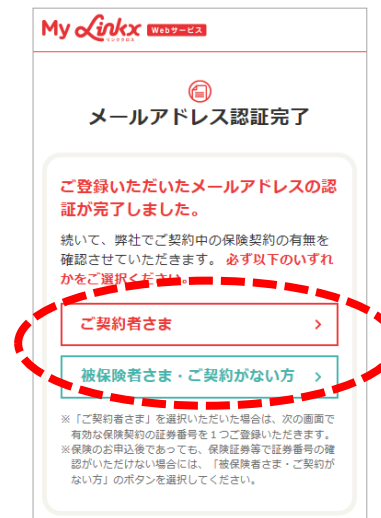 My Linkx Webサービス
リンククロス
メールアドレス認証完了
ご登録いただいたメールアドレスの認
証が完了しました。
続いて、弊社でご契約中の保険契約の有無を
確認させていただきます。 必ず以下のいずれ
かをご選択ください。
ご契約者さま
被保険者さま・ご契約がない方
※「ご契約者さま」を選択いただいた場合は、次の画面で
有効な保険契約の証券番号を１つご登録いただきます。
※保険のお申込後であっても、保険証券等で証券番号の確
認がいただけない場合には、「被保険者さま・ご契約が
ない方」のボタンを選択してください。